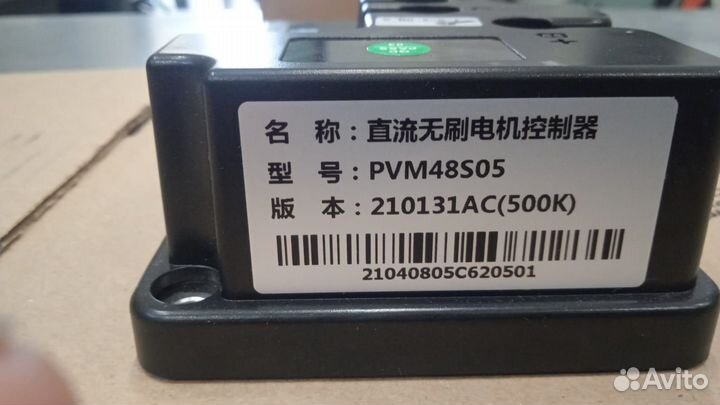 B+
名 称：直流无刷电机控制器
型 号：PVM48S05
版 本：210131AC(500K)
21040805C620501
Avito